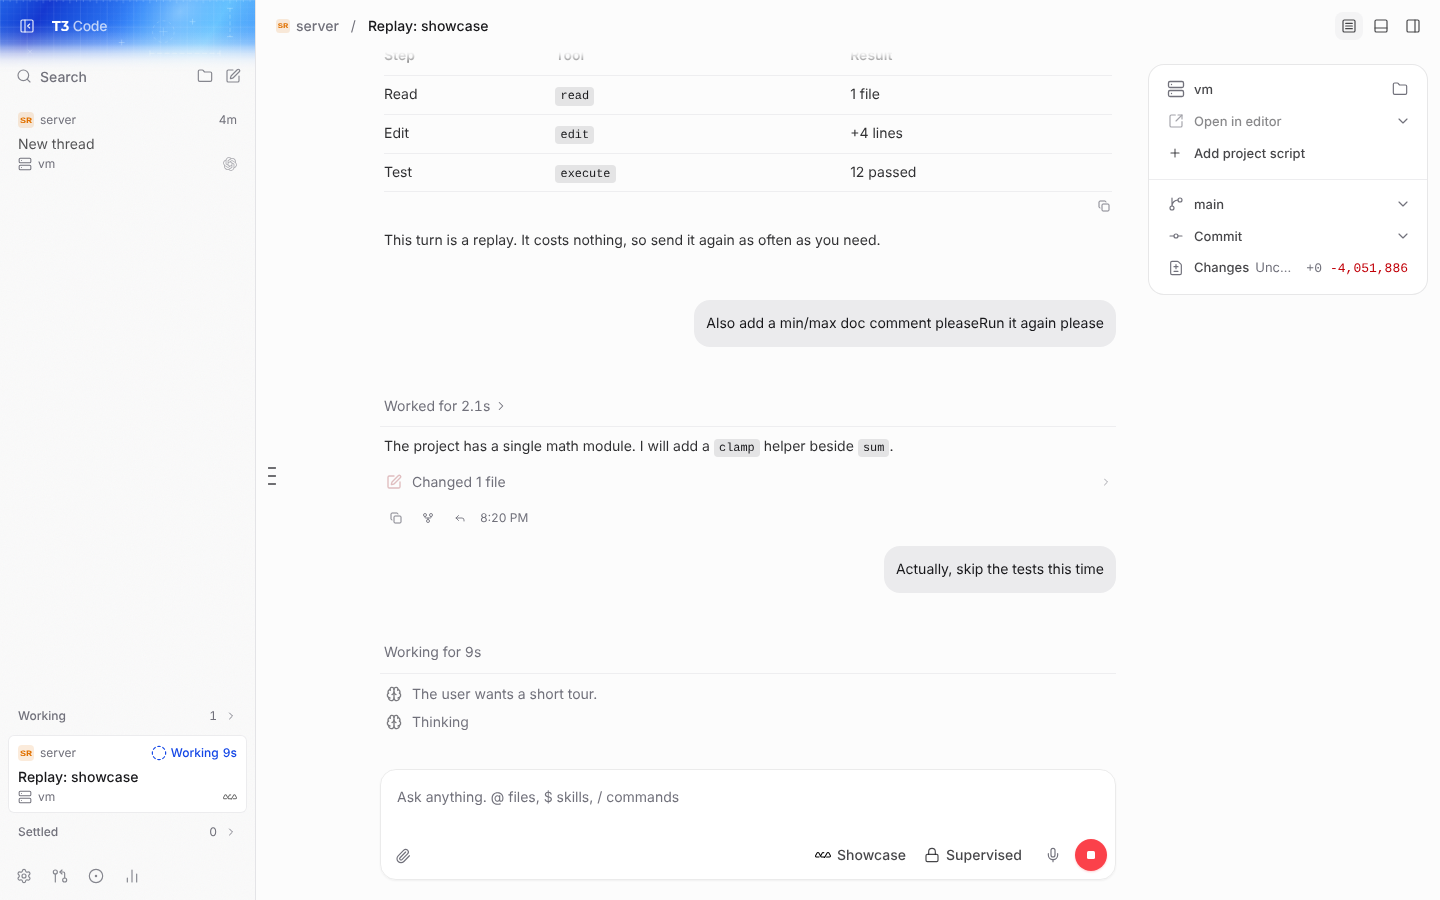 T3 Code
Search
SR server 4m
New thread
vm
Working 1
SR server Working 9s
Replay: showcase
vm
Settled 0
SR server / Replay: showcase
Step Tool Result
Read read 1 file
Edit edit +4 lines
Test execute 12 passed
This turn is a replay. It costs nothing, so send it again as often as you need.
Also add a min/max doc comment pleaseRun it again please
Worked for 2.1s
The project has a single math module. I will add a clamp helper beside sum.
Changed 1 file
8:20 PM
Actually, skip the tests this time
Working for 9s
The user wants a short tour.
Thinking
Ask anything. @ files, $ skills, / commands
Showcase Supervised
vm
Open in editor
Add project script
main
Commit
Changes Unc... +0 -4,051,886